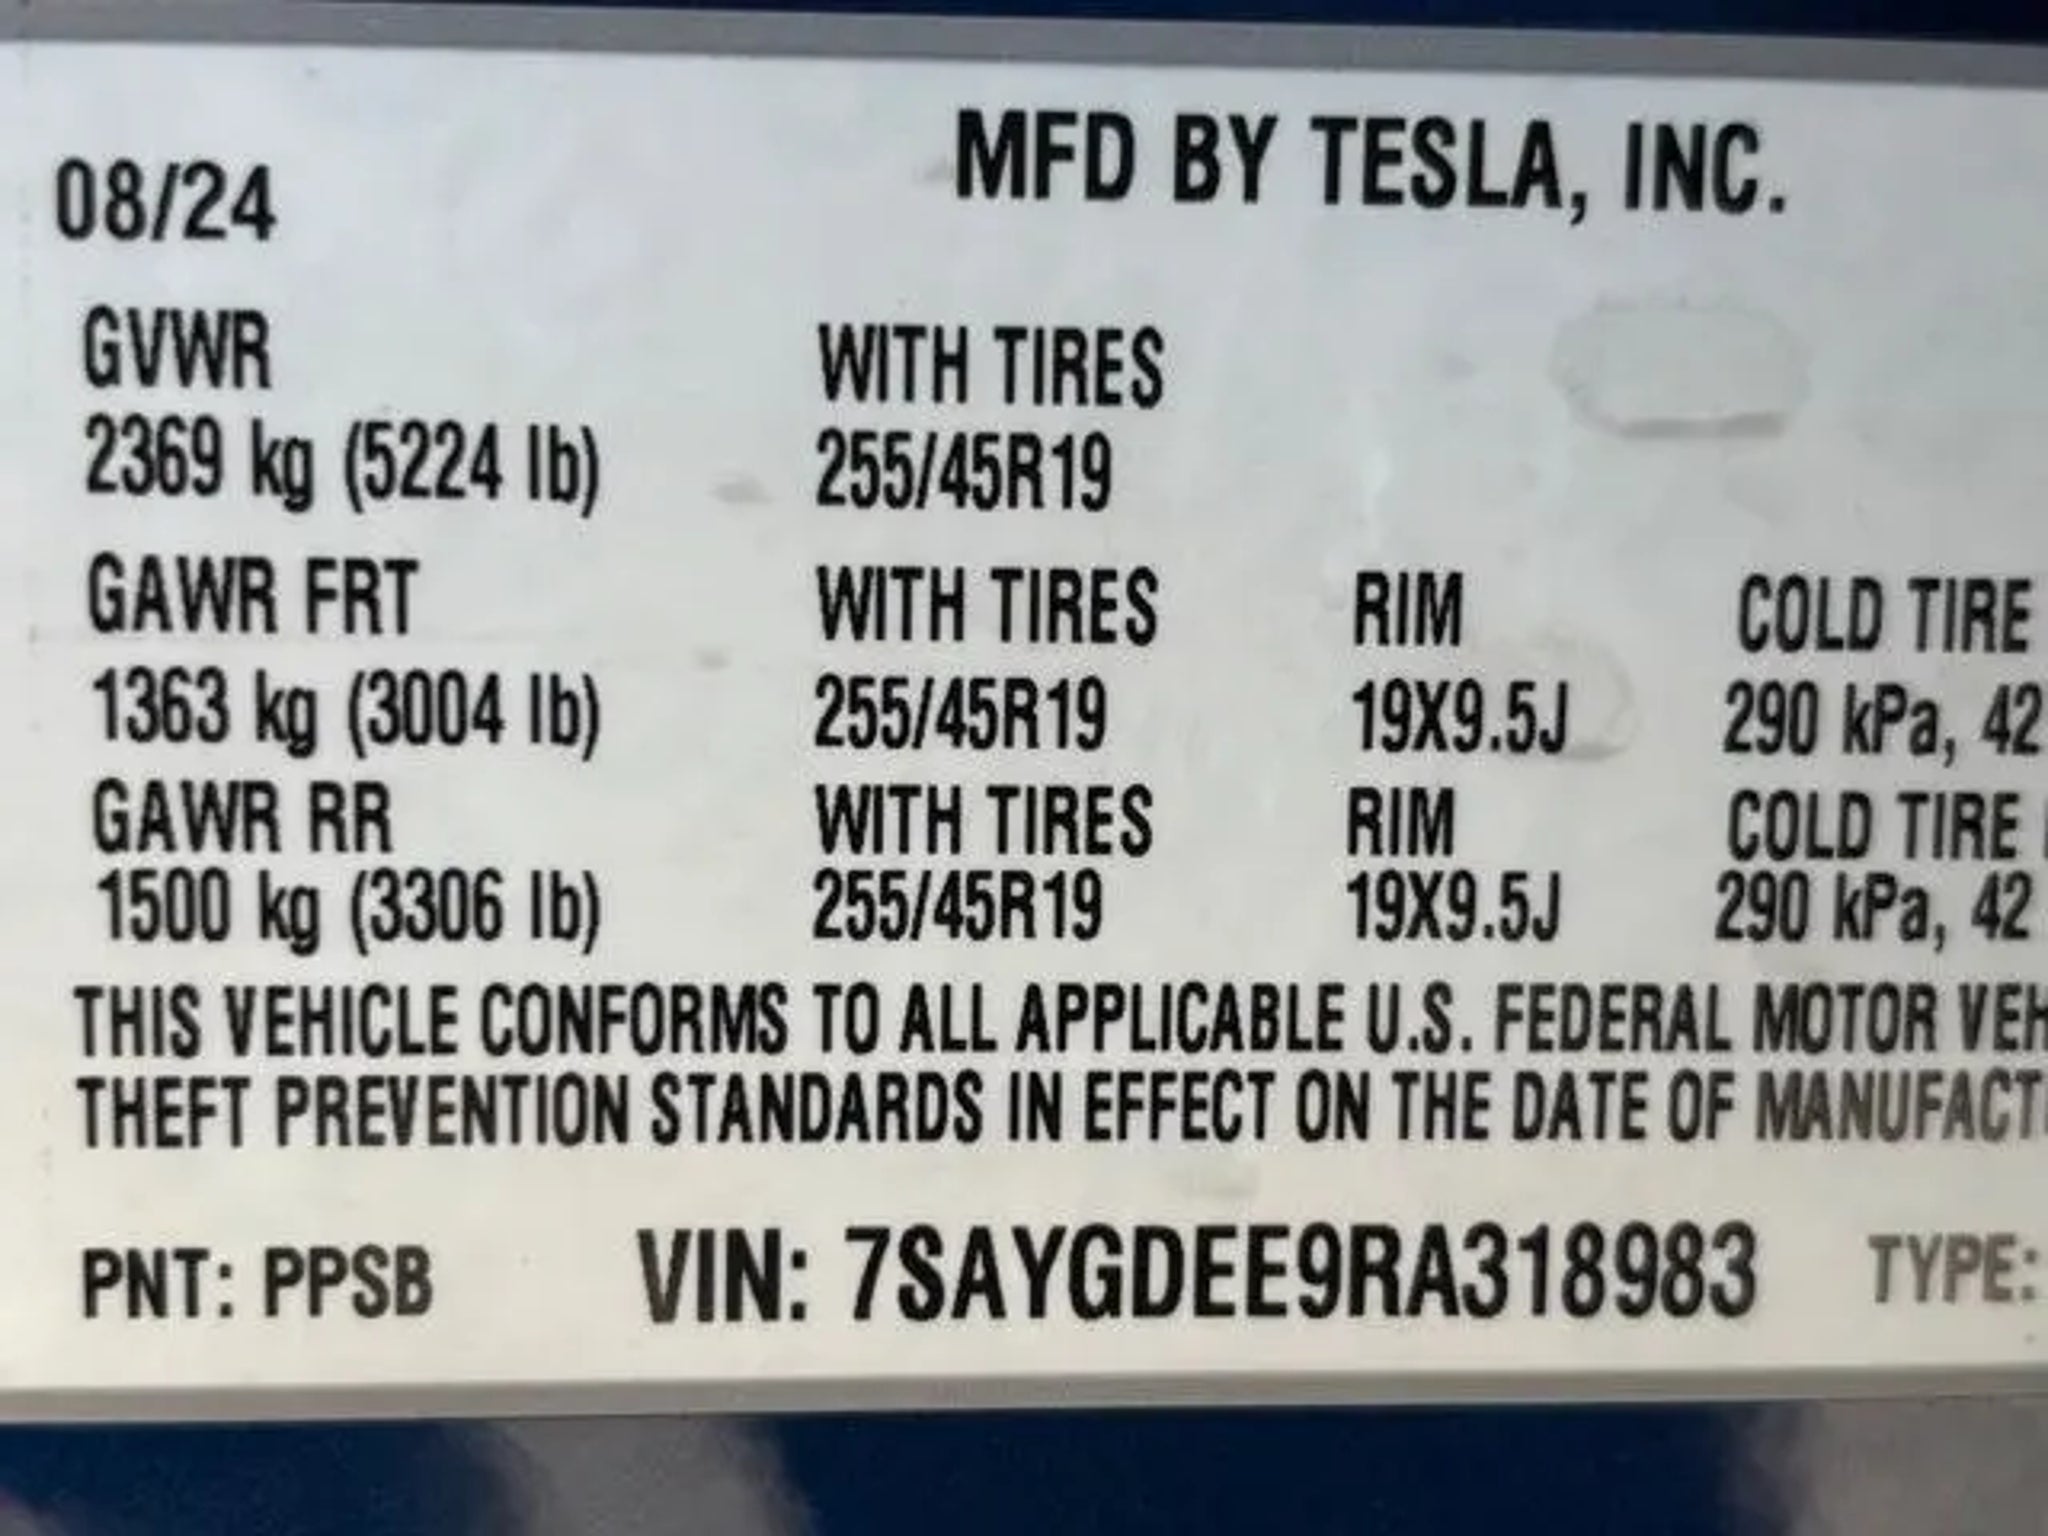 08/24 MFD BY TESLA, INC.
GVWR WITH TIRES
2369 kg (5224 lb) 255/45R19
GAWR FRT WITH TIRES RIM COLD TIRE
1363 kg (3004 lb) 255/45R19 19X9.5J 290 kPa, 42
GAWR RR WITH TIRES RIM COLD TIRE
1500 kg (3306 lb) 255/45R19 19X9.5J 290 kPa, 42
THIS VEHICLE CONFORMS TO ALL APPLICABLE U.S. FEDERAL MOTOR VEH
THEFT PREVENTION STANDARDS IN EFFECT ON THE DATE OF MANUFACT
PNT: PPSB VIN: 7SAYGDEE9RA318983 TYPE: